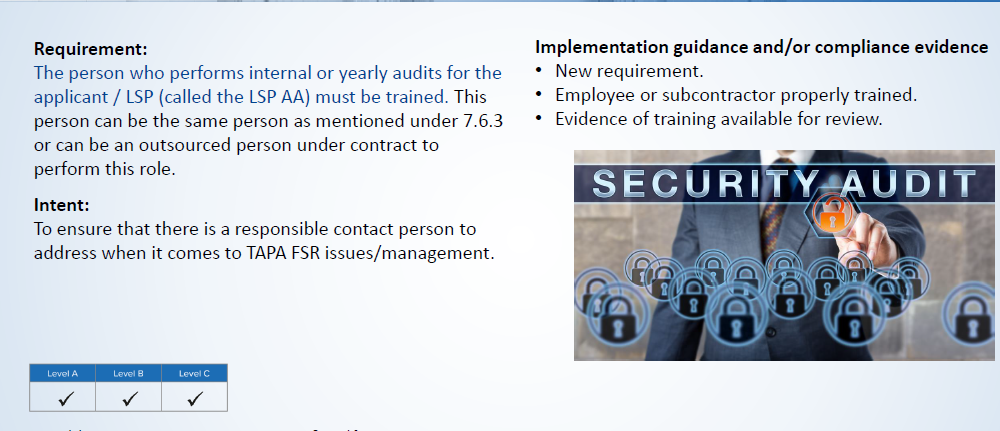 Requirement:
The person who performs internal or yearly audits for the
applicant / LSP (called the LSP AA) must be trained. This
person can be the same person as mentioned under 7.6.3
or can be an outsourced person under contract to
perform this role.
Intent:
To ensure that there is a responsible contact person to
address when it comes to TAPA FSR issues/management.
Level A Level B Level C
✓ ✓ ✓
Implementation guidance and/or compliance evidence
• New requirement.
• Employee or subcontractor properly trained.
• Evidence of training available for review.
SECURITY AUDIT